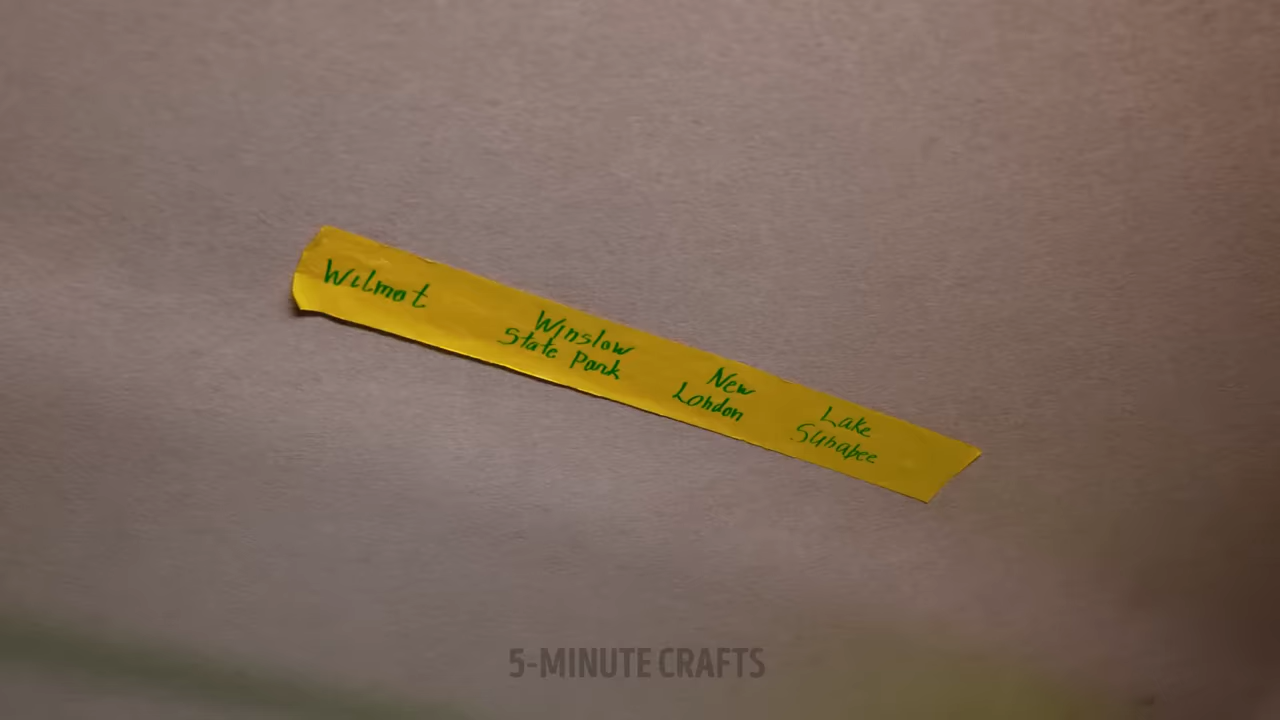 Wilmot
Winslow
State Park
New
London
Lake
Sunapee
5-MINUTE CRAFTS